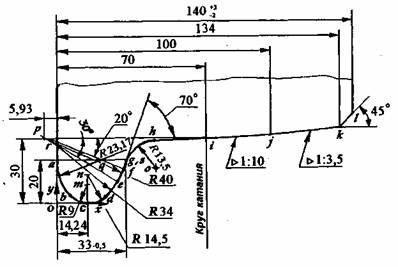 140 +3 -2
134
100
70
5,93
20°
70°
R23,17
45°
p
r
a
q
n
m
h
g,s
f
e
o
d
c
x
b
y
o
i
j
k
l
R13,5
30
20
R9
14,24
33-0,5
R 14,5
R34
R40
▷1:10
▷1:3,5
Круг катания